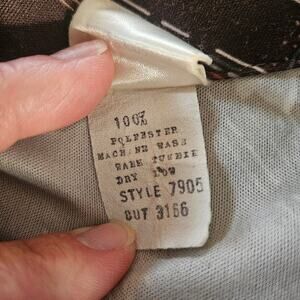 100%
POLYESTER
MACHINE WASH
WARM TUMBLE
DRY LOW
STYLE 7905
CUT 3166